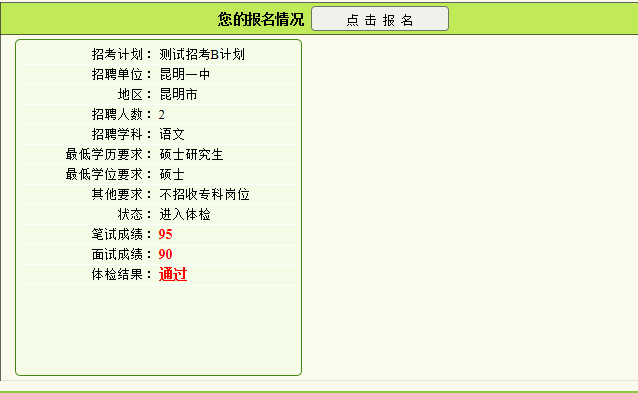 您的报名情况 点 击 报 名
招考计划： 测试招考B计划
招聘单位： 昆明一中
地区： 昆明市
招聘人数： 2
招聘学科： 语文
最低学历要求： 硕士研究生
最低学位要求： 硕士
其他要求： 不招收专科岗位
状态： 进入体检
笔试成绩： 95
面试成绩： 90
体检结果： 通过